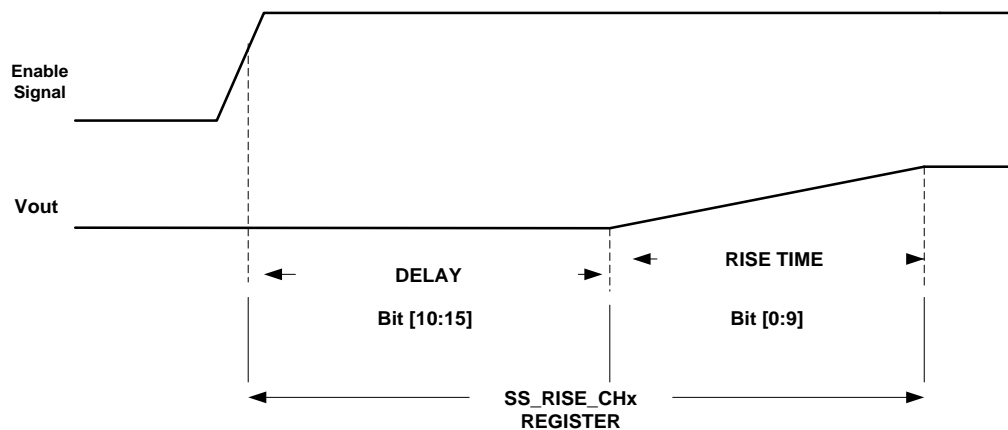 Enable
Signal
Vout
DELAY
RISE TIME
Bit [10:15]
Bit [0:9]
SS_RISE_CHx
REGISTER